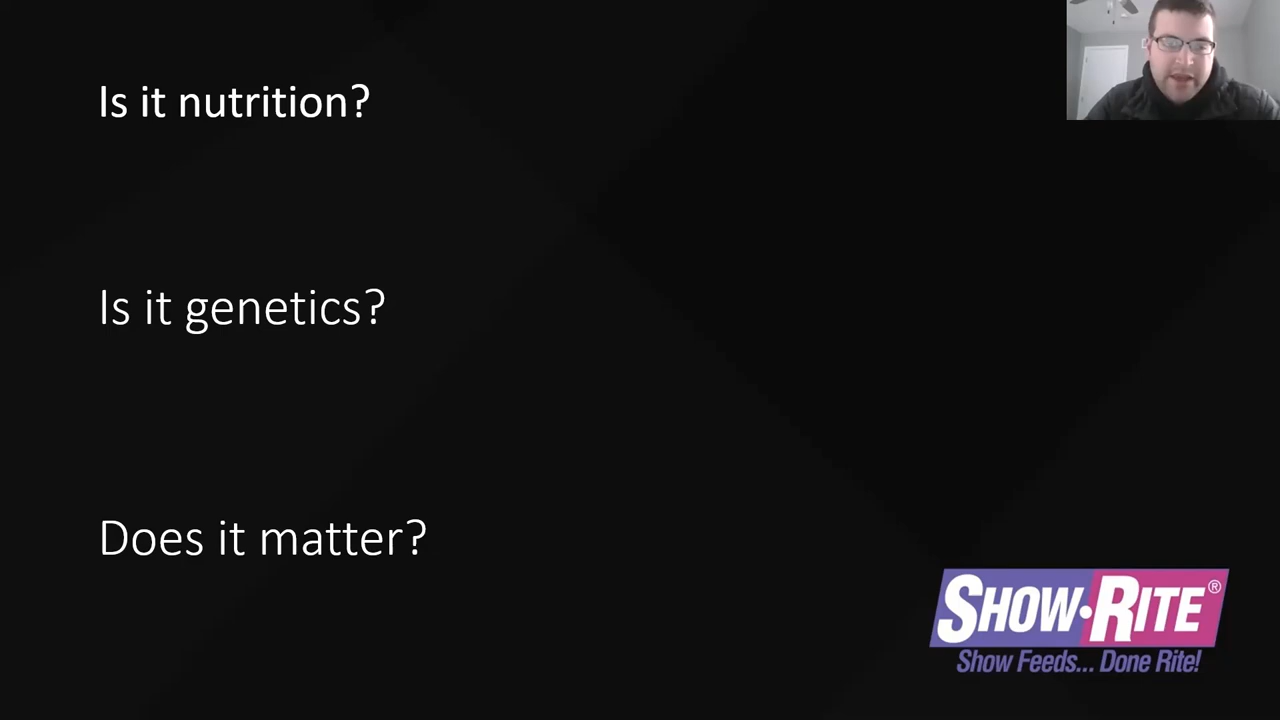 Is it nutrition?
Is it genetics?
Does it matter?
SHOW•RITE®
Show Feeds... Done Rite!